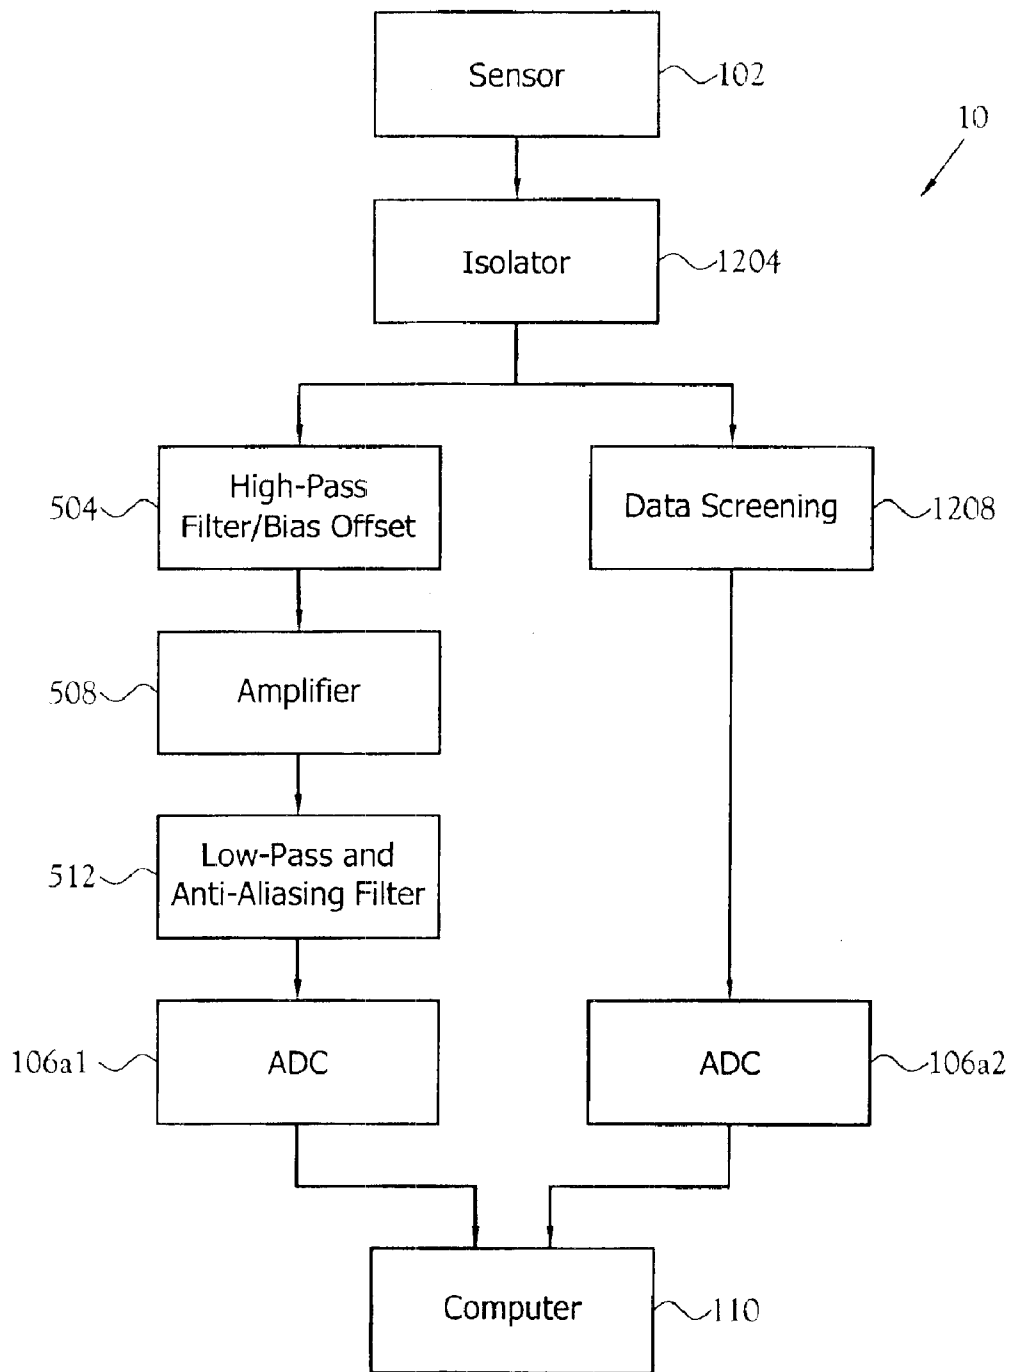 Sensor
102
10
Isolator
1204
High-Pass
Filter/Bias Offset
504
Data Screening
1208
Amplifier
508
Low-Pass and
Anti-Aliasing Filter
512
ADC
106a1
ADC
106a2
Computer
110